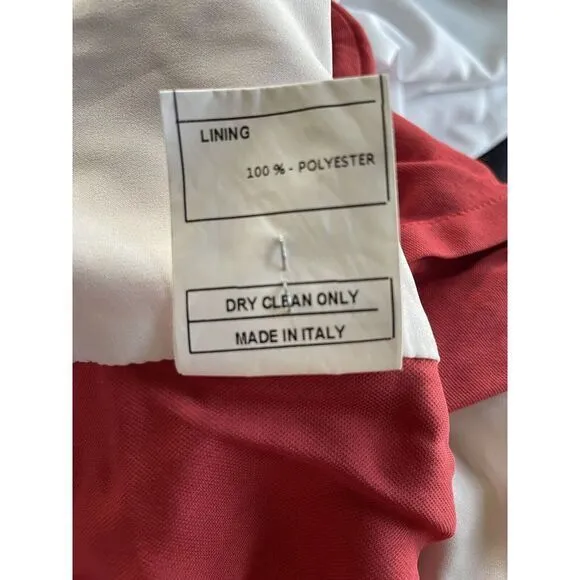 LINING
100 % - POLYESTER
DRY CLEAN ONLY
MADE IN ITALY